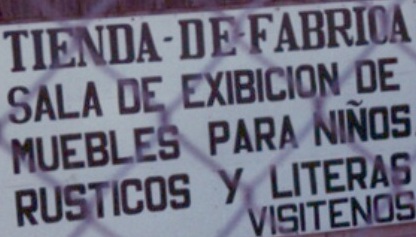 TIENDA-DE-FABRICA
SALA DE EXIBICION DE
MUEBLES PARA NIÑOS
RUSTICOS Y LITERAS
VISITENOS